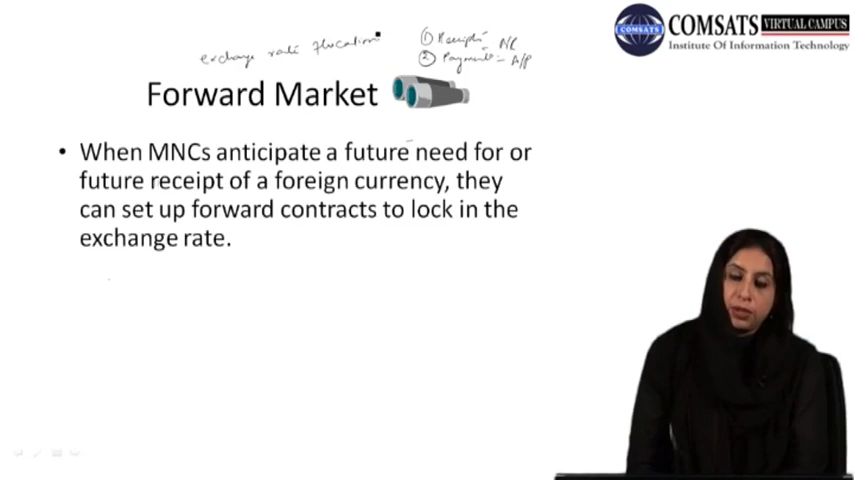 COMSATS VIRTUAL CAMPUS
COMSATS
Institute Of Information Technology
exchange rate flucation
① Receipts
② Payments - A/P
Forward Market
• When MNCs anticipate a future need for or
future receipt of a foreign currency, they
can set up forward contracts to lock in the
exchange rate.